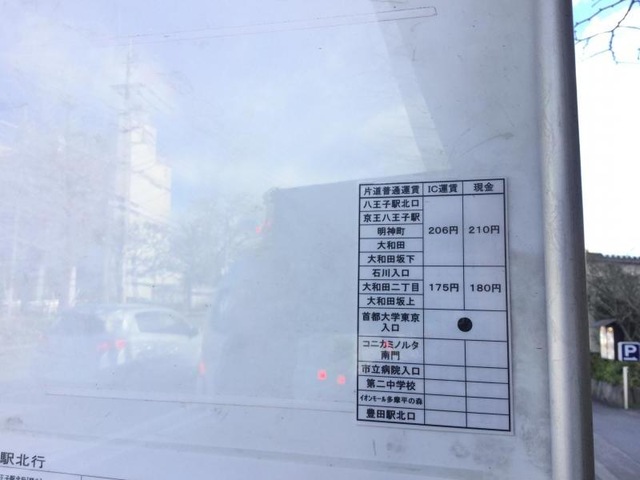 片道普通運賃 IC運賃 現金
八王子駅北口
京王八王子駅
明神町 206円 210円
大和田
大和田坂下
石川入口
大和田二丁目 175円 180円
大和田坂上
首都大学東京
入口 ●
コニカミノルタ
南門
市立病院入口
第二中学校
イオンモール多摩平の森
豊田駅北口
P
駅北行